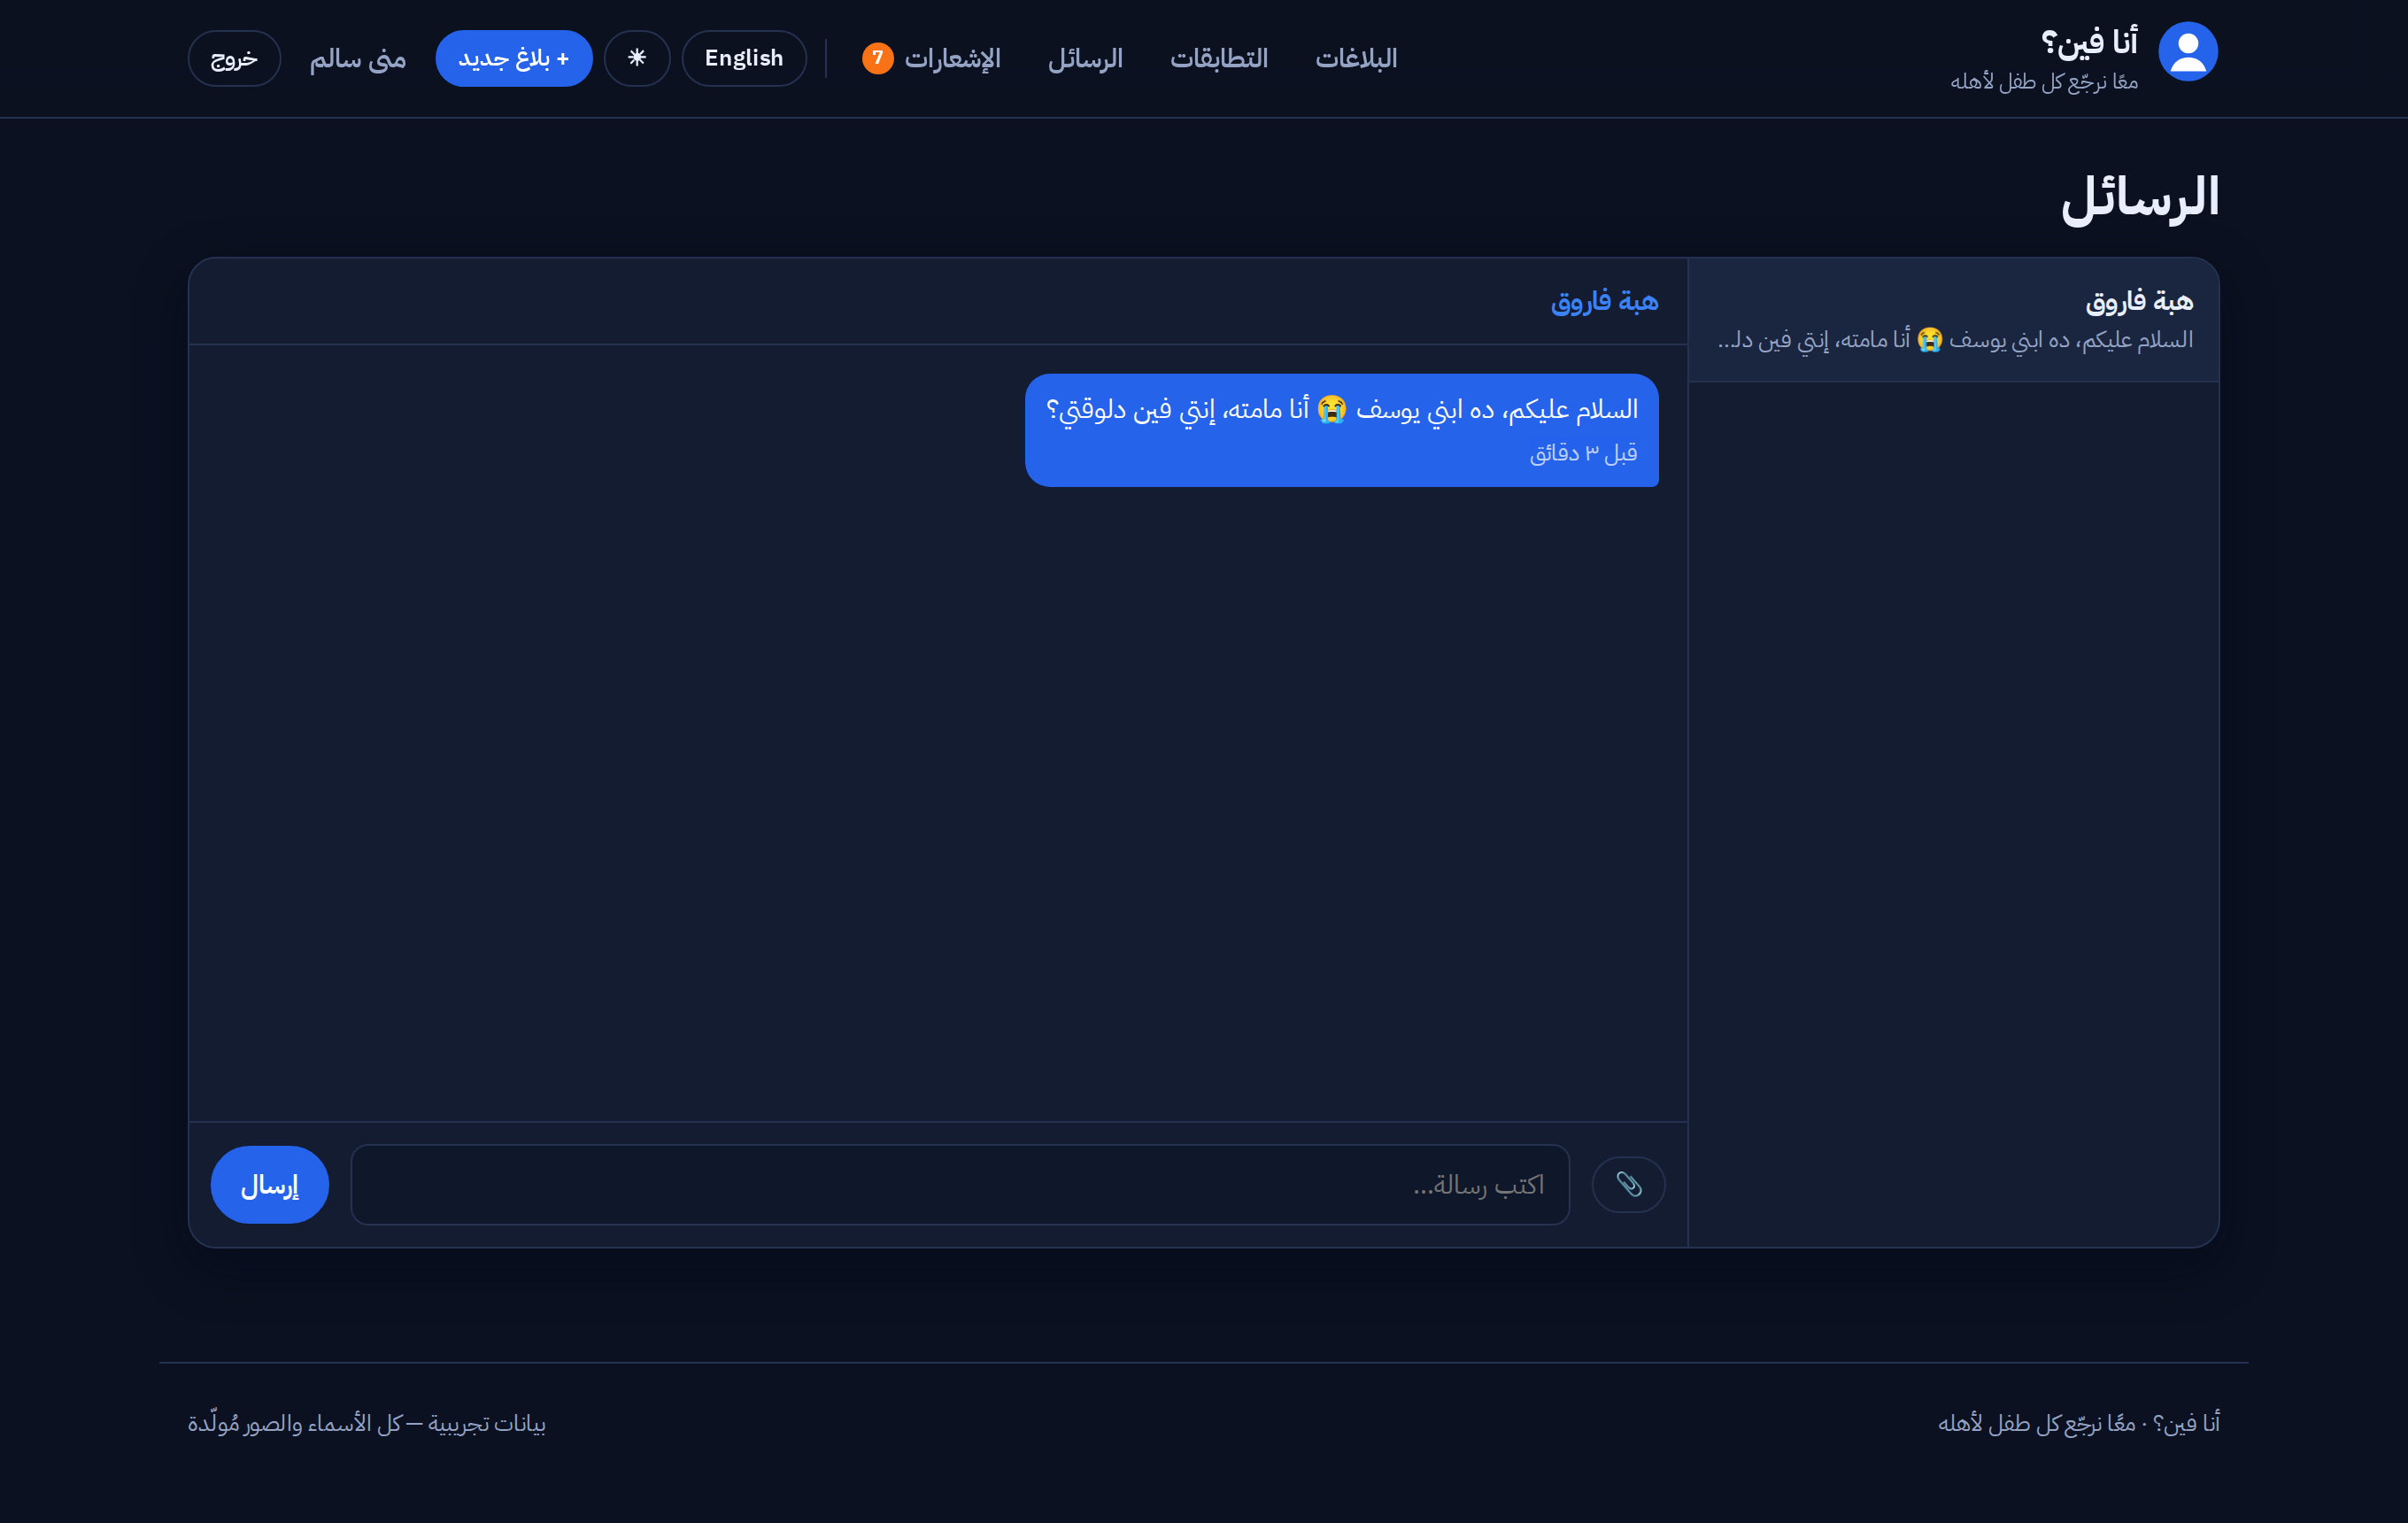 أنا فين؟
معًا نرجّع كل طفل لأهله
البلاغات
التطابقات
الرسائل
الإشعارات 7
English
☀
+ بلاغ جديد
منى سالم
خروج
الرسائل
هبة فاروق
السلام عليكم، ده ابني يوسف 😭 أنا مامته، إنتي فين دلـ...
هبة فاروق
السلام عليكم، ده ابني يوسف 😭 أنا مامته، إنتي فين دلوقتي؟
قبل ٣ دقائق
📎
اكتب رسالة...
إرسال
أنا فين؟ · معًا نرجّع كل طفل لأهله
بيانات تجريبية — كل الأسماء والصور مُولّدة